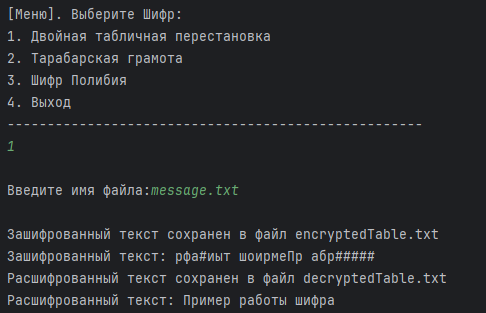 [Меню]. Выберите Шифр:
1. Двойная табличная перестановка
2. Тарабарская грамота
3. Шифр Полибия
4. Выход
----------------------------------------------------
1
Введите имя файла:message.txt
Зашифрованный текст сохранен в файл encryptedTable.txt
Зашифрованный текст: рфа#иыт шоирмеПр абр#####
Расшифрованный текст сохранен в файл decryptedTable.txt
Расшифрованный текст: Пример работы шифра